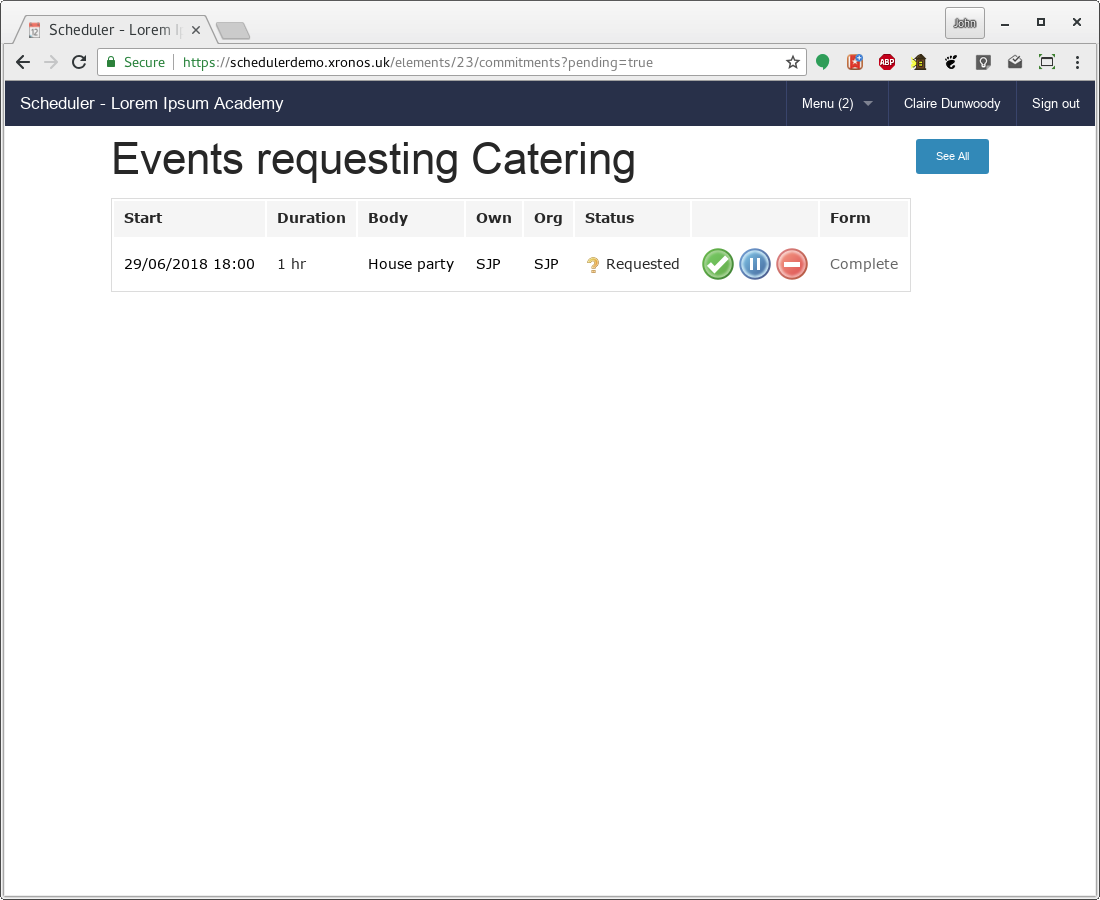 Scheduler - Lorem I
John
Secure https://schedulerdemo.xronos.uk/elements/23/commitments?pending=true
ABP
Scheduler - Lorem Ipsum Academy Menu (2) Claire Dunwoody Sign out
Events requesting Catering See All
Start Duration Body Own Org Status Form
29/06/2018 18:00 1 hr House party SJP SJP Requested Complete